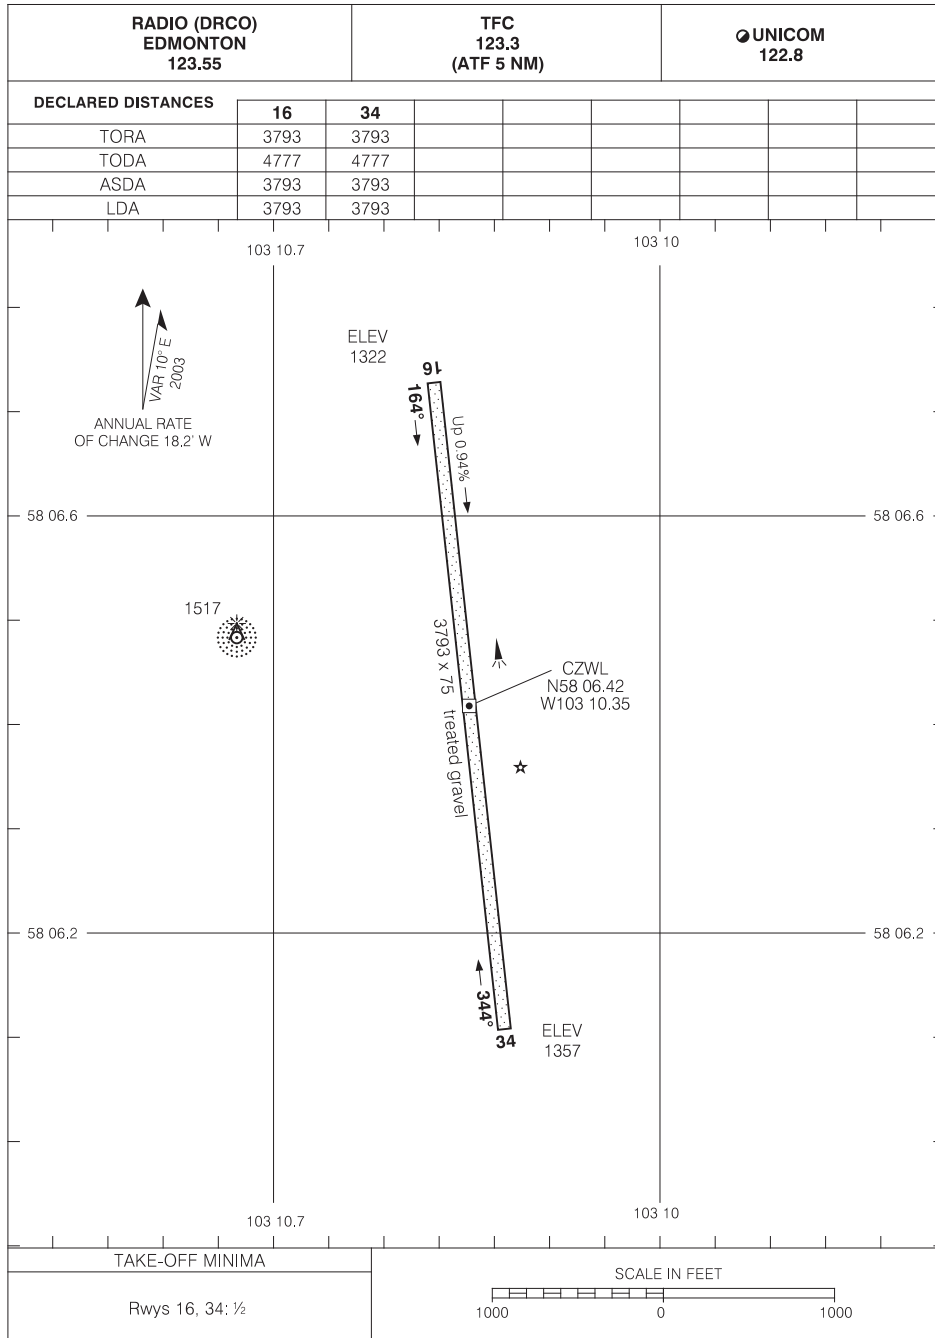 RADIO (DRCO)
EDMONTON
123.55
TFC
123.3
(ATF 5 NM)
UNICOM
122.8
DECLARED DISTANCES
16 34
TORA 3793 3793
TODA 4777 4777
ASDA 3793 3793
LDA 3793 3793
103 10.7
103 10
VAR 10° E
2003
ANNUAL RATE
OF CHANGE 18.2' W
ELEV
1322
16
164°
Up 0.94%
58 06.6
58 06.6
1517
3793 x 75 treated gravel
CZWL
N58 06.42
W103 10.35
58 06.2
58 06.2
344°
34
ELEV
1357
103 10.7
103 10
TAKE-OFF MINIMA
Rwys 16, 34: ½
SCALE IN FEET
1000 0 1000